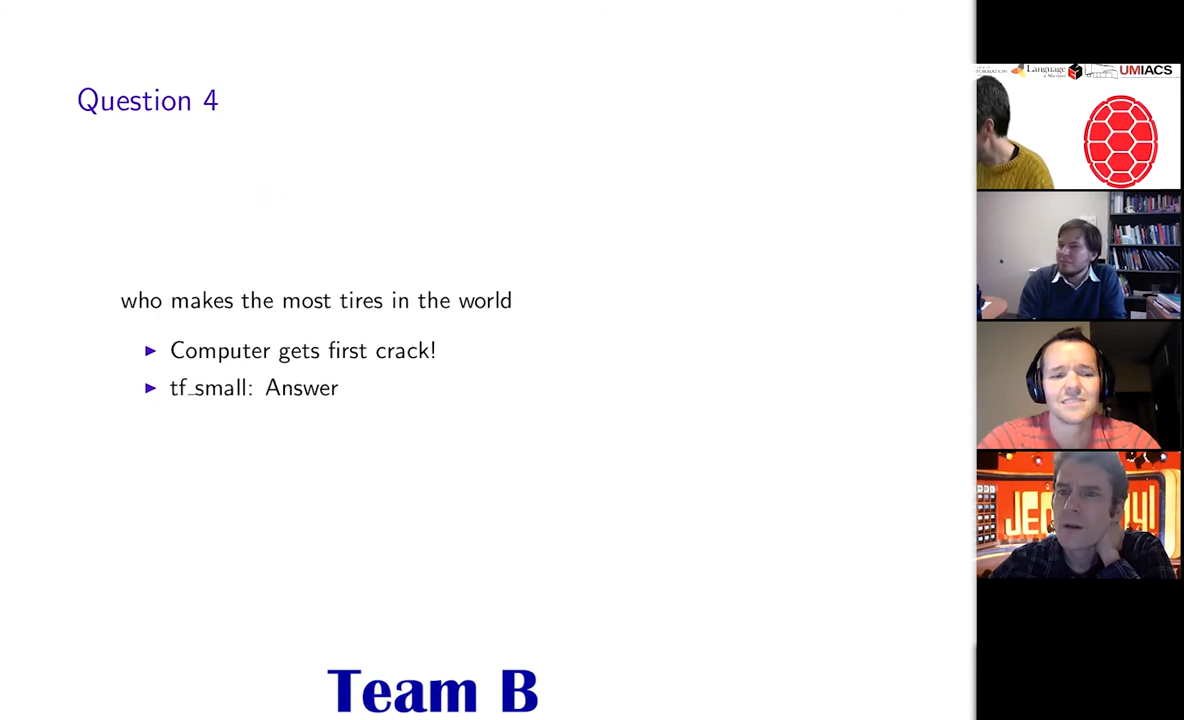 Question 4
who makes the most tires in the world
Computer gets first crack!
tf_small: Answer
Team B
Language
UMIACS